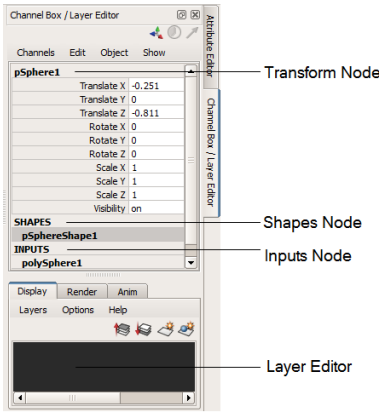 Channel Box / Layer Editor
Channels Edit Object Show
pSphere1
Translate X -0.251
Translate Y 0
Translate Z -0.811
Rotate X 0
Rotate Y 0
Rotate Z 0
Scale X 1
Scale Y 1
Scale Z 1
Visibility on
SHAPES
pSphereShape1
INPUTS
polySphere1
Display Render Anim
Layers Options Help
Attribute Editor
Channel Box / Layer Editor
Transform Node
Shapes Node
Inputs Node
Layer Editor